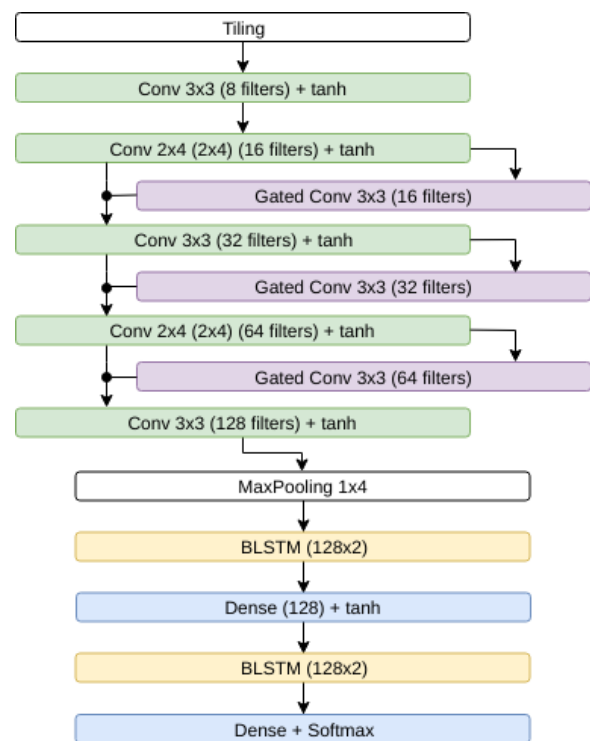 Tiling
Conv 3x3 (8 filters) + tanh
Conv 2x4 (2x4) (16 filters) + tanh
Gated Conv 3x3 (16 filters)
Conv 3x3 (32 filters) + tanh
Gated Conv 3x3 (32 filters)
Conv 2x4 (2x4) (64 filters) + tanh
Gated Conv 3x3 (64 filters)
Conv 3x3 (128 filters) + tanh
MaxPooling 1x4
BLSTM (128x2)
Dense (128) + tanh
BLSTM (128x2)
Dense + Softmax